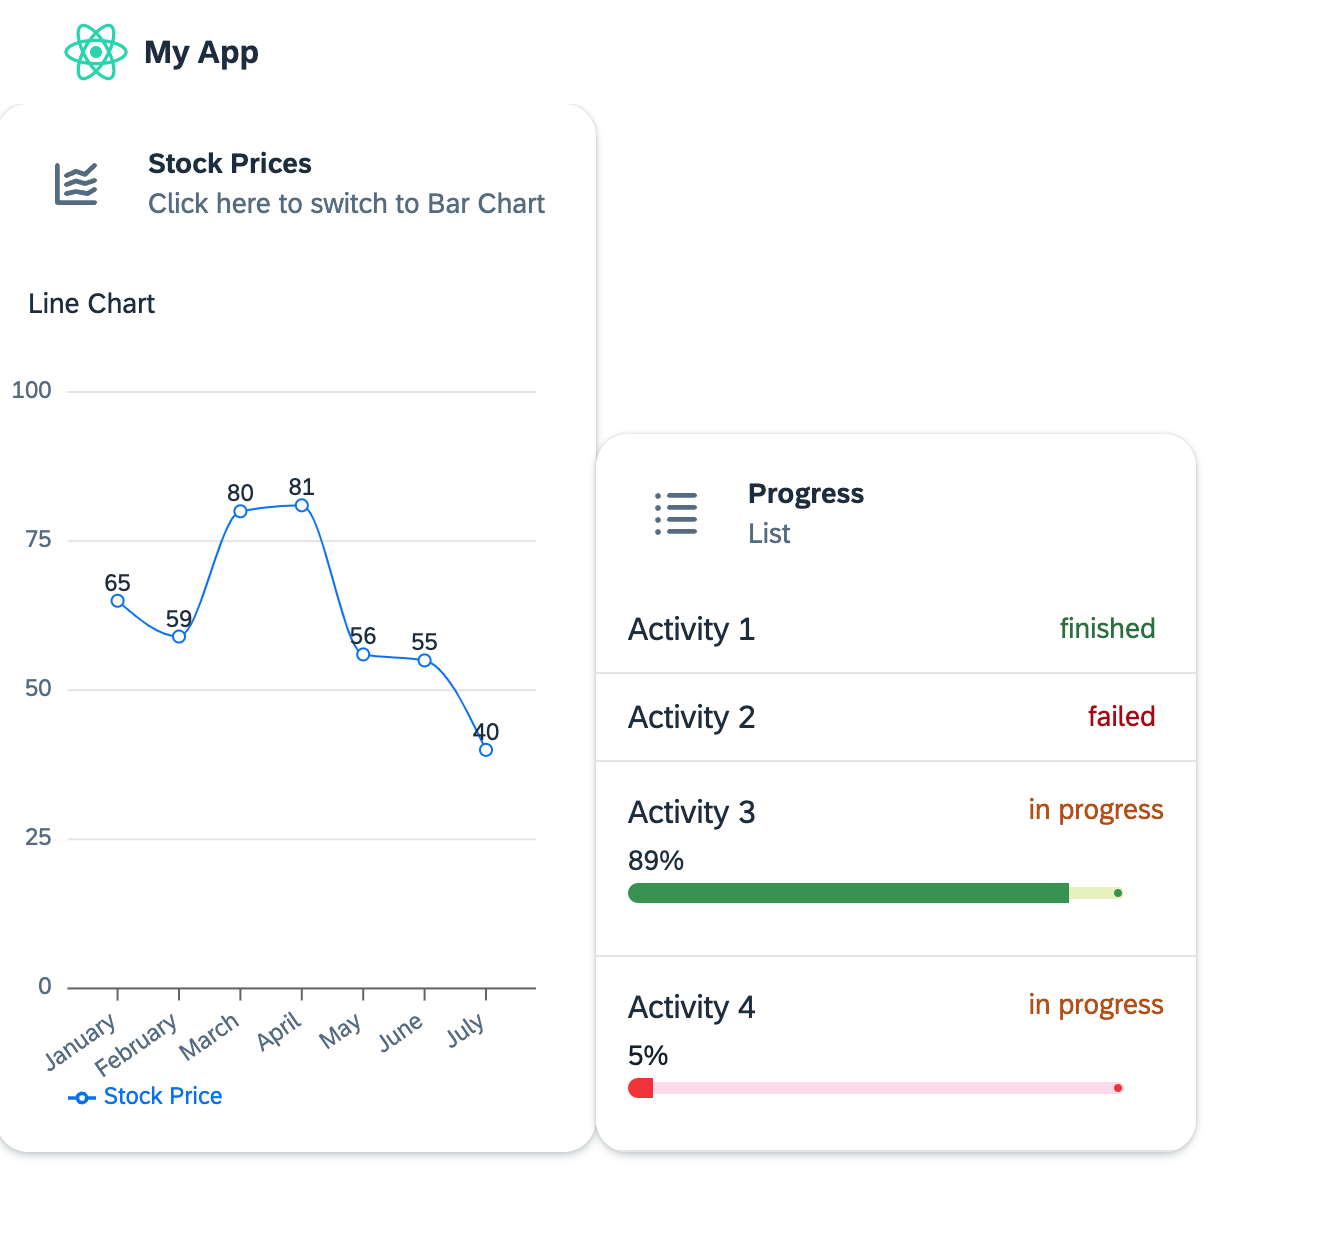 My App
Stock Prices
Click here to switch to Bar Chart
Line Chart
100
75
50
25
0
65
59
80
81
56
55
40
January
February
March
April
May
June
July
Stock Price
Progress
List
Activity 1
finished
Activity 2
failed
Activity 3
in progress
89%
Activity 4
in progress
5%